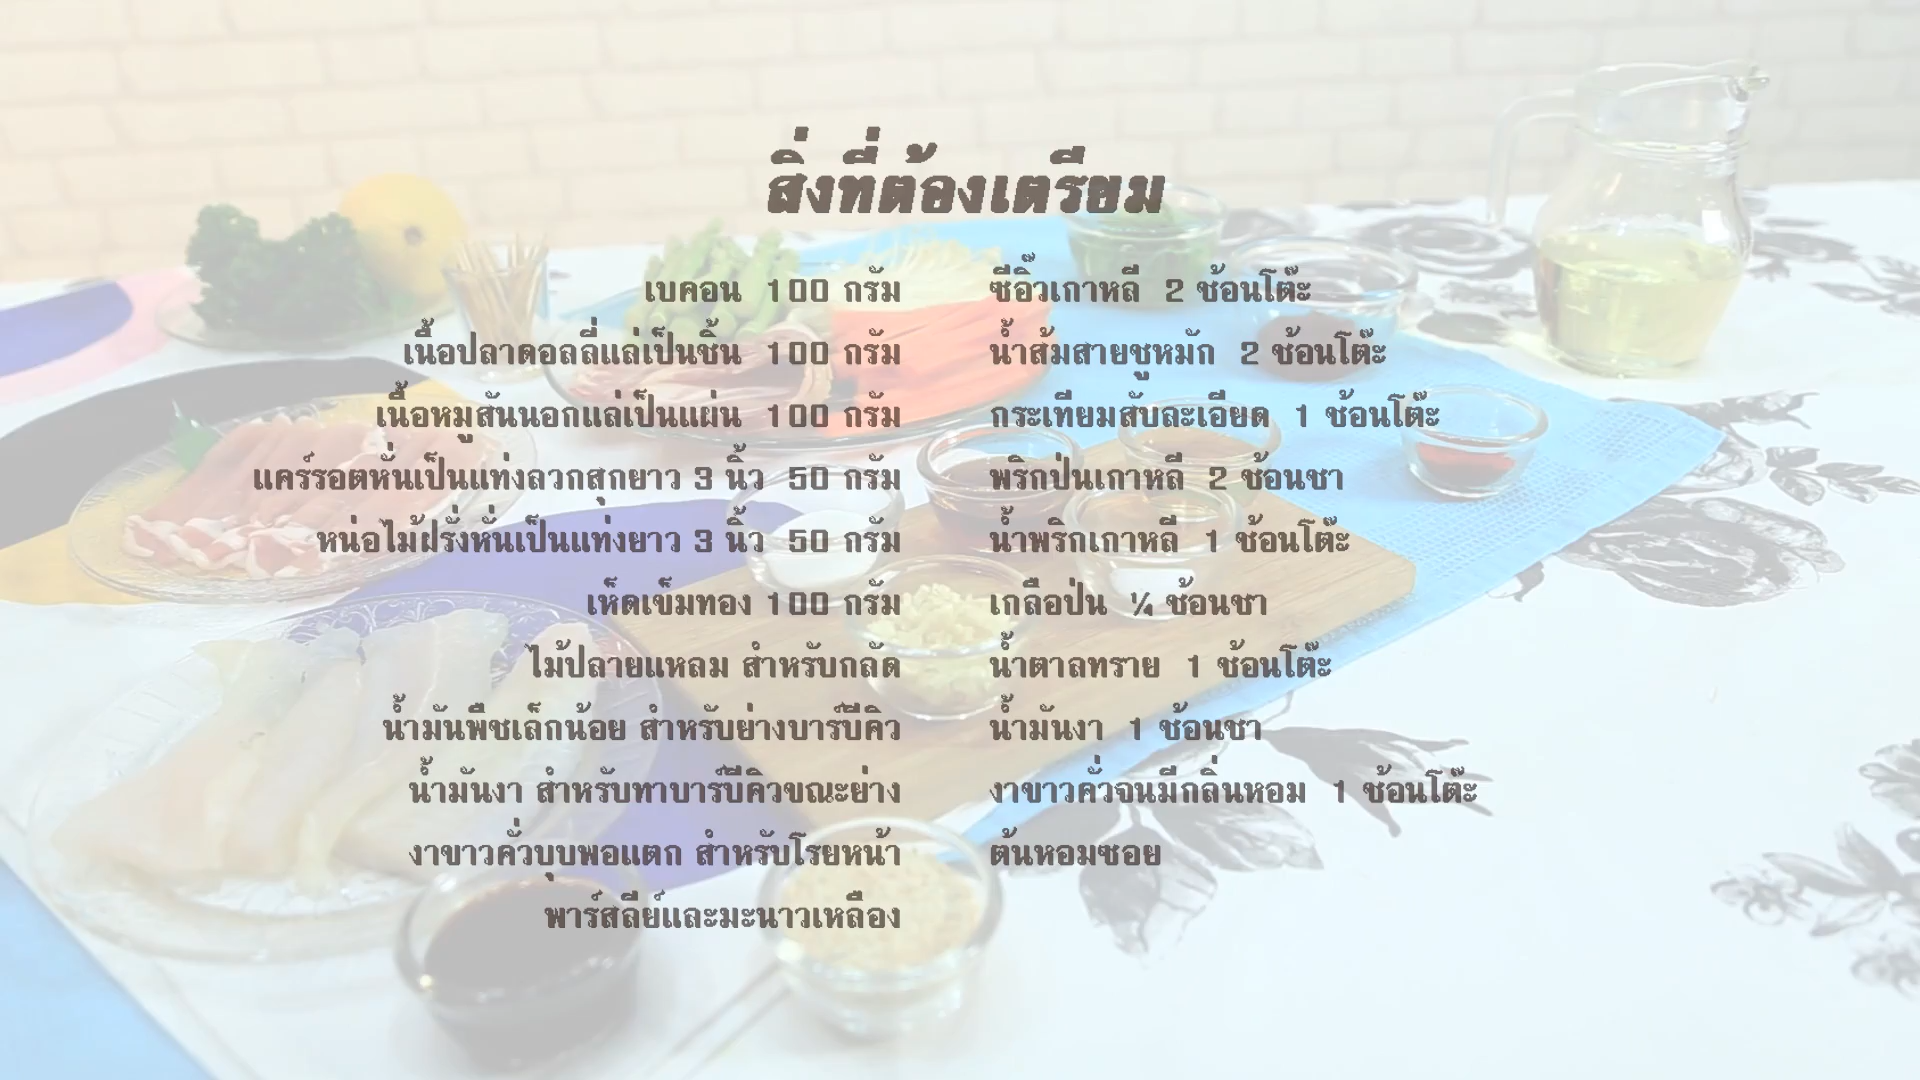 สิ่งที่ต้องเตรียม
เบคอน 100 กรัม
เนื้อปลาดอลลี่แล่เป็นชิ้น 100 กรัม
เนื้อหมูสันนอกแล่เป็นแผ่น 100 กรัม
แคร์รอตหั่นเป็นแท่งลวกสุกยาว 3 นิ้ว 50 กรัม
หน่อไม้ฝรั่งหั่นเป็นแท่งยาว 3 นิ้ว 50 กรัม
เห็ดเข็มทอง 100 กรัม
ไม้ปลายแหลม สำหรับกลัด
น้ำมันพืชเล็กน้อย สำหรับย่างบาร์บีคิว
น้ำมันงา สำหรับทาบาร์บีคิวขณะย่าง
งาขาวคั่วบุบพอแตก สำหรับโรยหน้า
พาร์สลีย์และมะนาวเหลือง
ซีอิ๊วเกาหลี 2 ช้อนโต๊ะ
น้ำส้มสายชูหมัก 2 ช้อนโต๊ะ
กระเทียมสับละเอียด 1 ช้อนโต๊ะ
พริกป่นเกาหลี 2 ช้อนชา
น้ำพริกเกาหลี 1 ช้อนโต๊ะ
เกลือป่น ¼ ช้อนชา
น้ำตาลทราย 1 ช้อนโต๊ะ
น้ำมันงา 1 ช้อนชา
งาขาวคั่วจนมีกลิ่นหอม 1 ช้อนโต๊ะ
ต้นหอมซอย